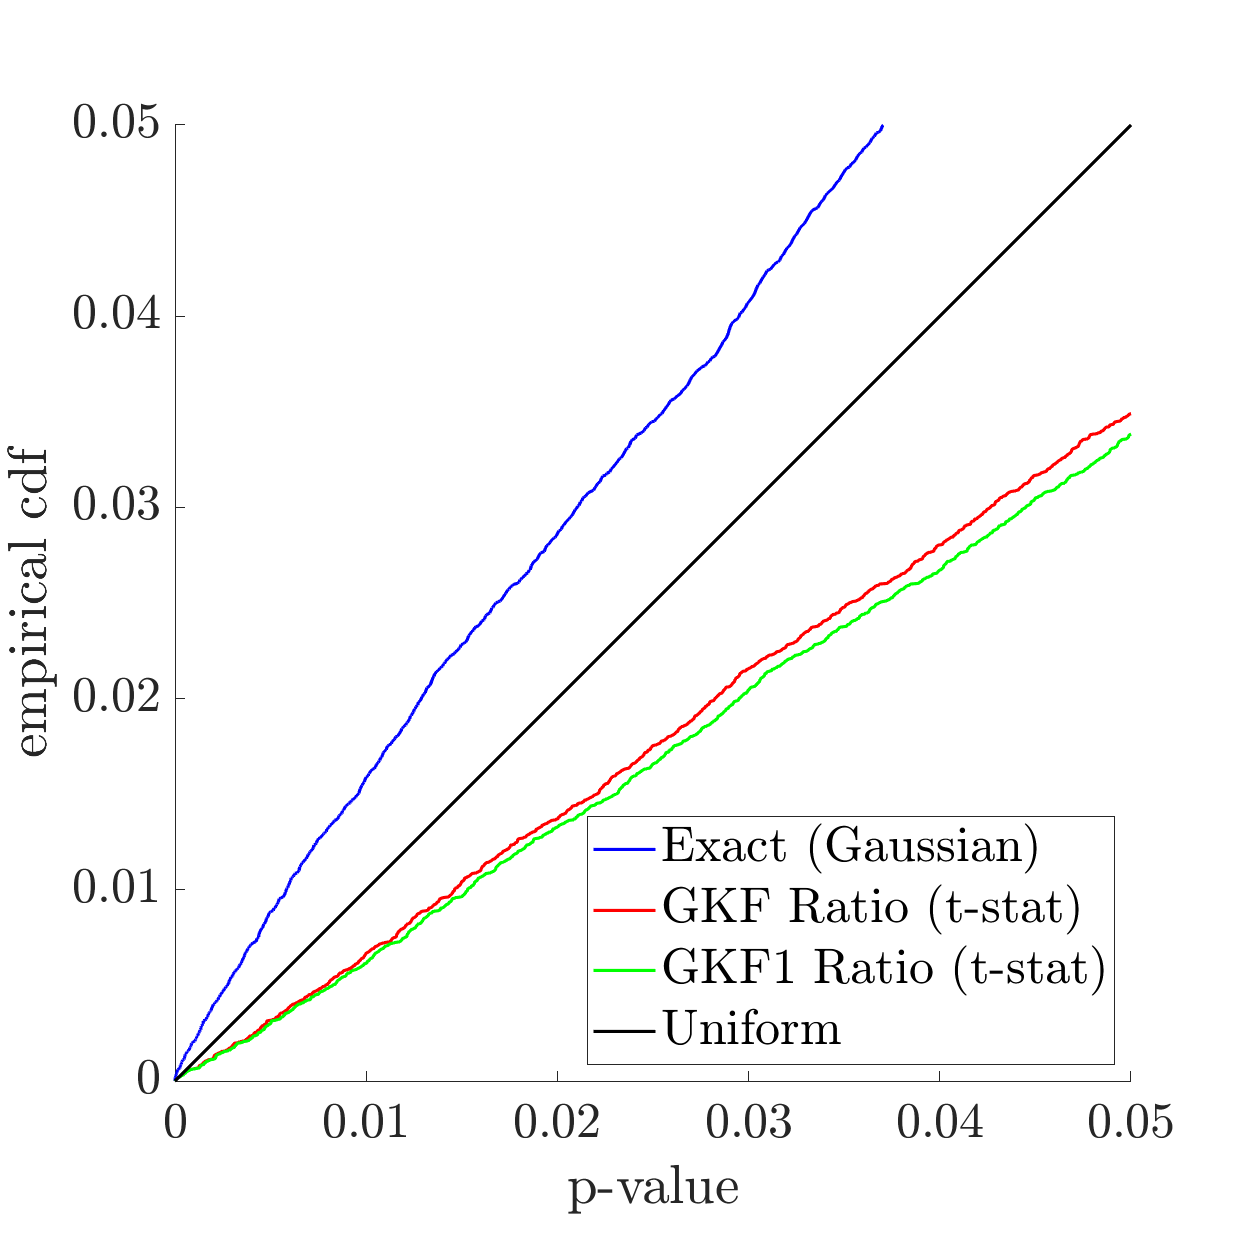 0.05
0.04
0.03
0.02
0.01
0
empirical cdf
Exact (Gaussian)
GKF Ratio (t-stat)
GKF1 Ratio (t-stat)
Uniform
0 0.01 0.02 0.03 0.04 0.05
p-value